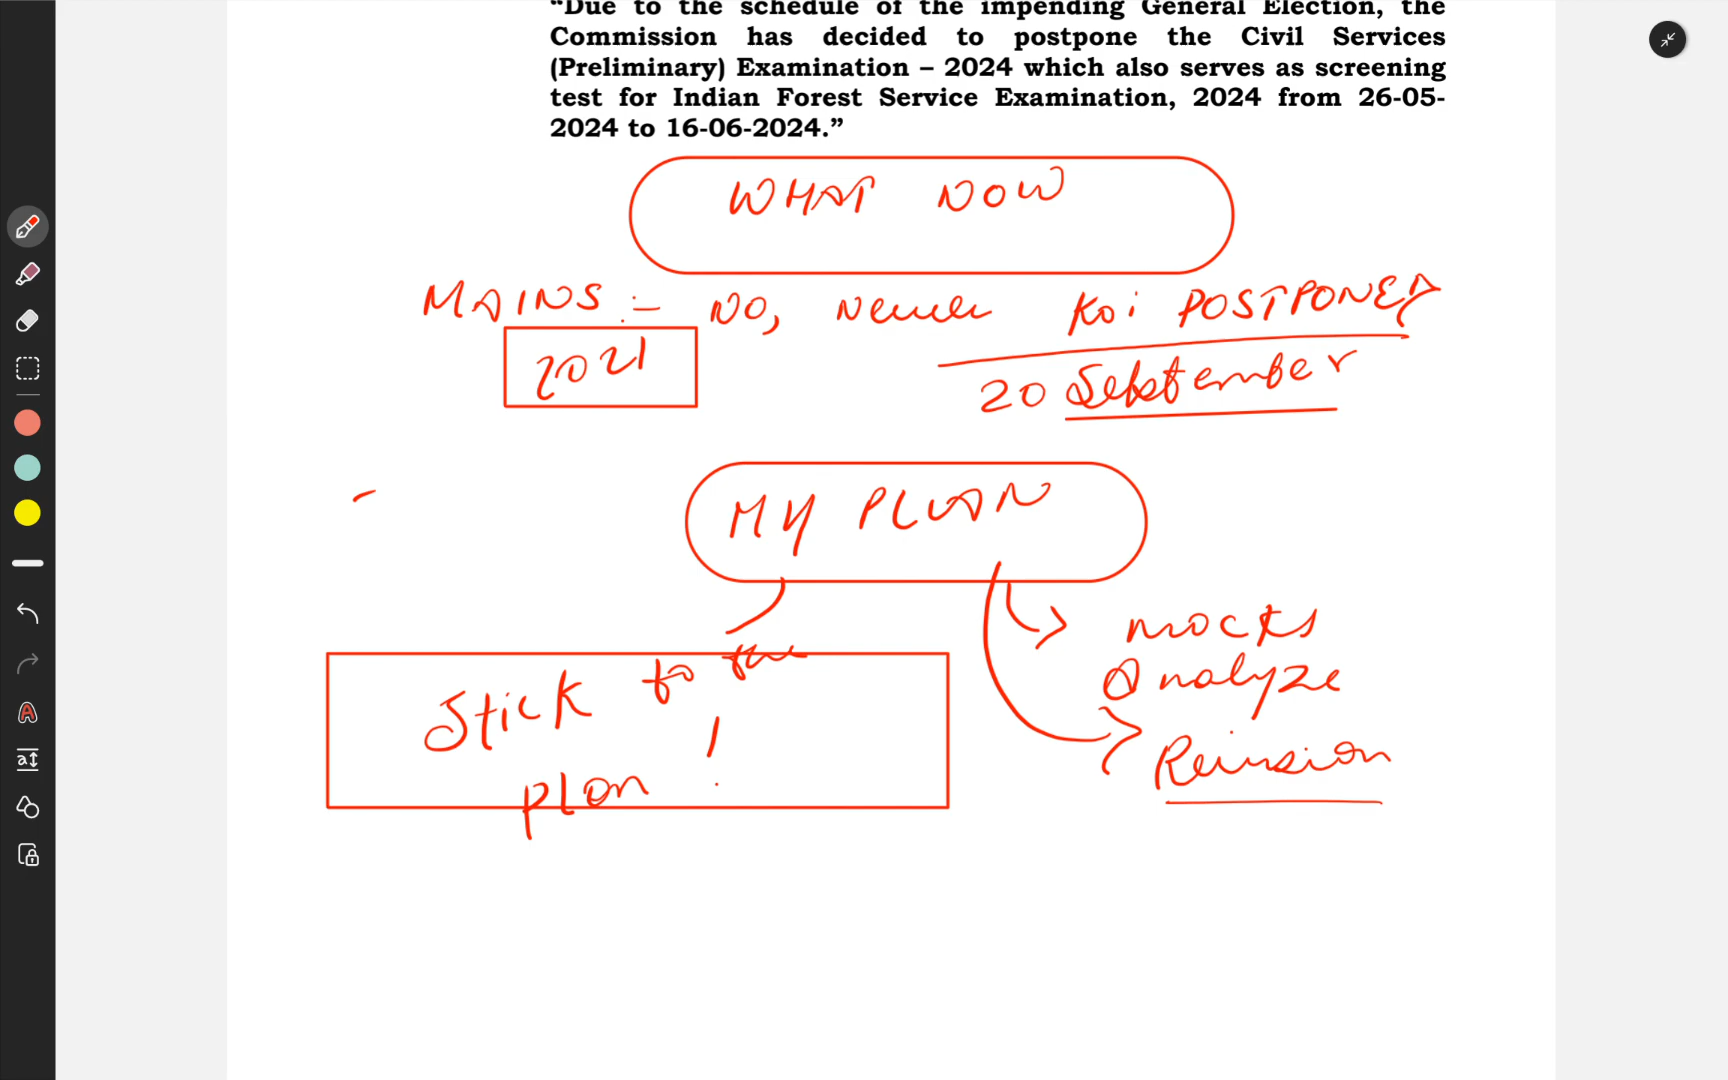 “Due to the schedule of the impending General Election, the
Commission has decided to postpone the Civil Services
(Preliminary) Examination – 2024 which also serves as screening
test for Indian Forest Service Examination, 2024 from 26-05-
2024 to 16-06-2024.”
WHAT NOW
MAINS :- NO, Never Koi POSTPONED
2021
20 September
MY PLAN
mocks
Stick to the
Analyze
plan !
Revision